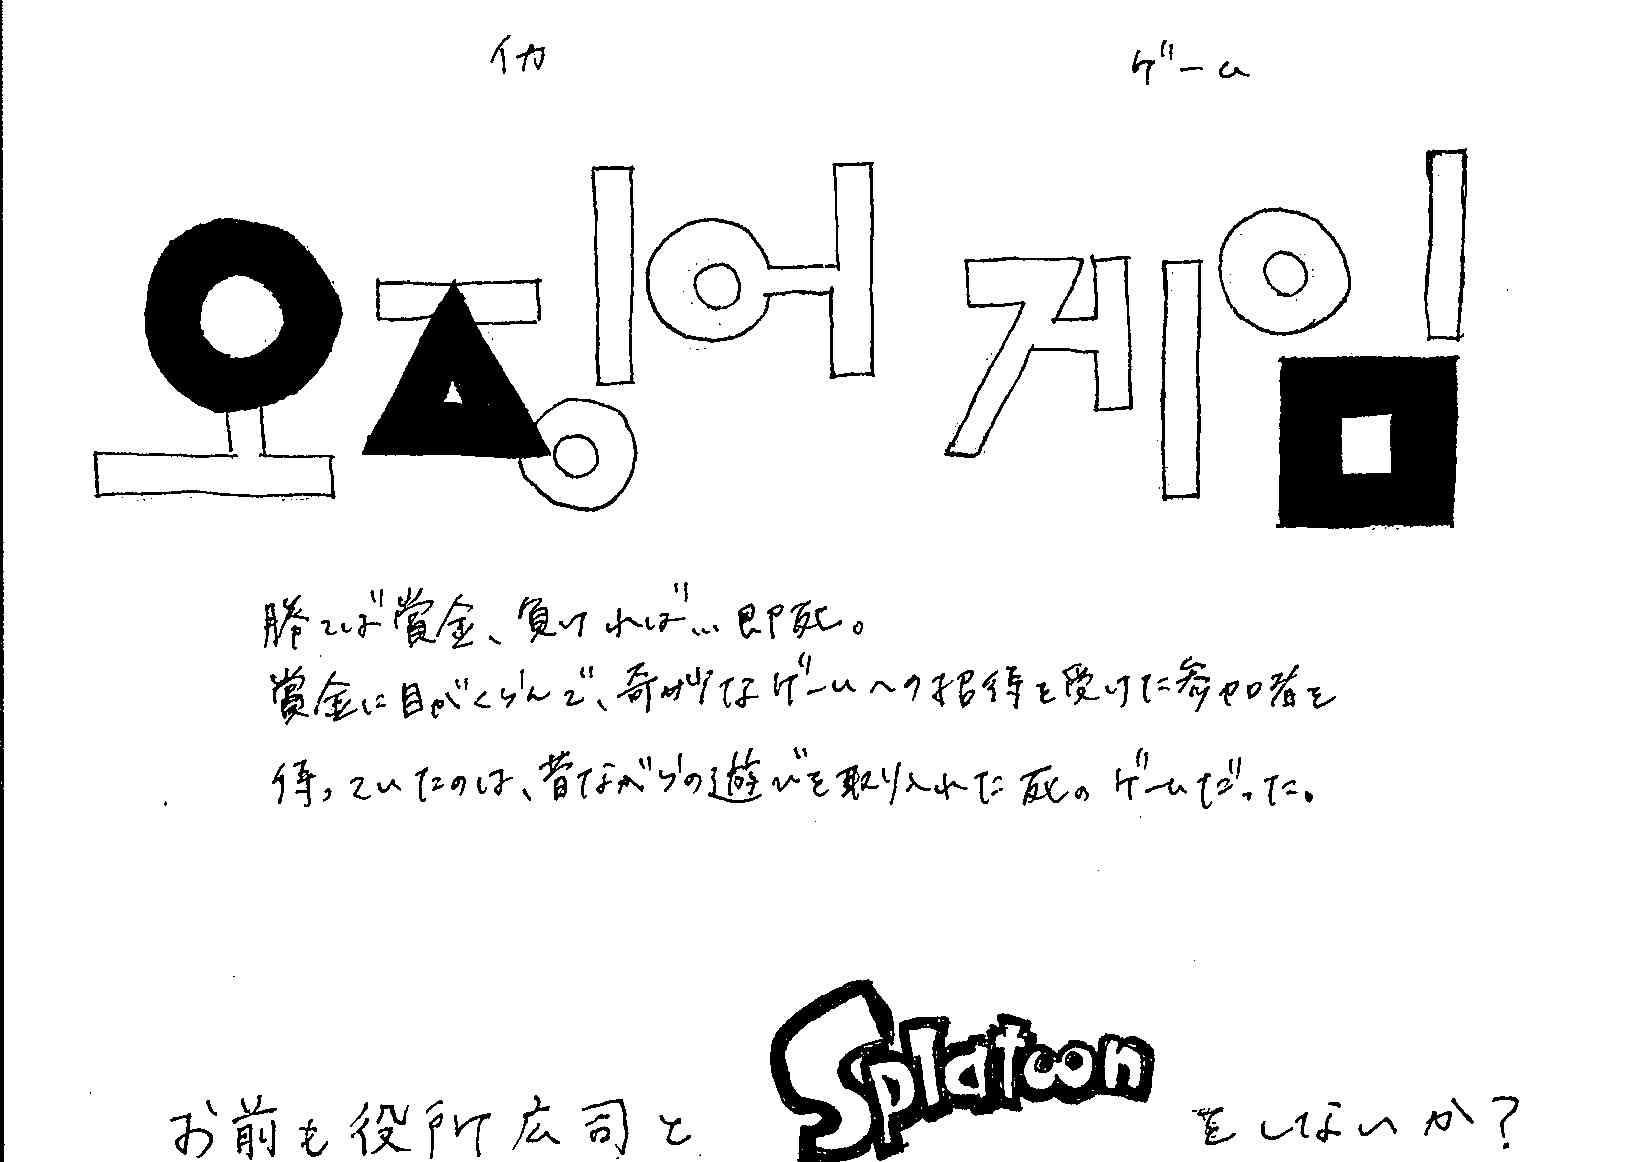 イカ ゲーム
오징어 게임
勝てば賞金、負ければ…即死。
賞金に目がくらんで、奇妙なゲームへの招待を受けた参加者を
待っていたのは、昔ながらの遊びを取り入れた死のゲームだった。
お前も役所広司と Splatoon をしないか?